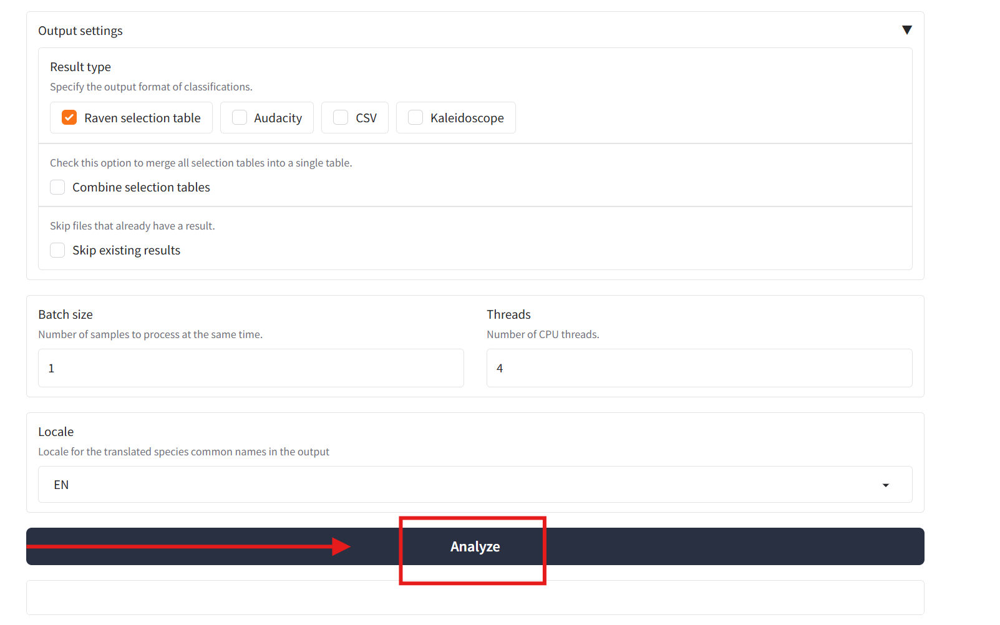 Output settings
Result type
Specify the output format of classifications.
Raven selection table
Audacity
CSV
Kaleidoscope
Check this option to merge all selection tables into a single table.
Combine selection tables
Skip files that already have a result.
Skip existing results
Batch size
Number of samples to process at the same time.
1
Threads
Number of CPU threads.
4
Locale
Locale for the translated species common names in the output
EN
Analyze